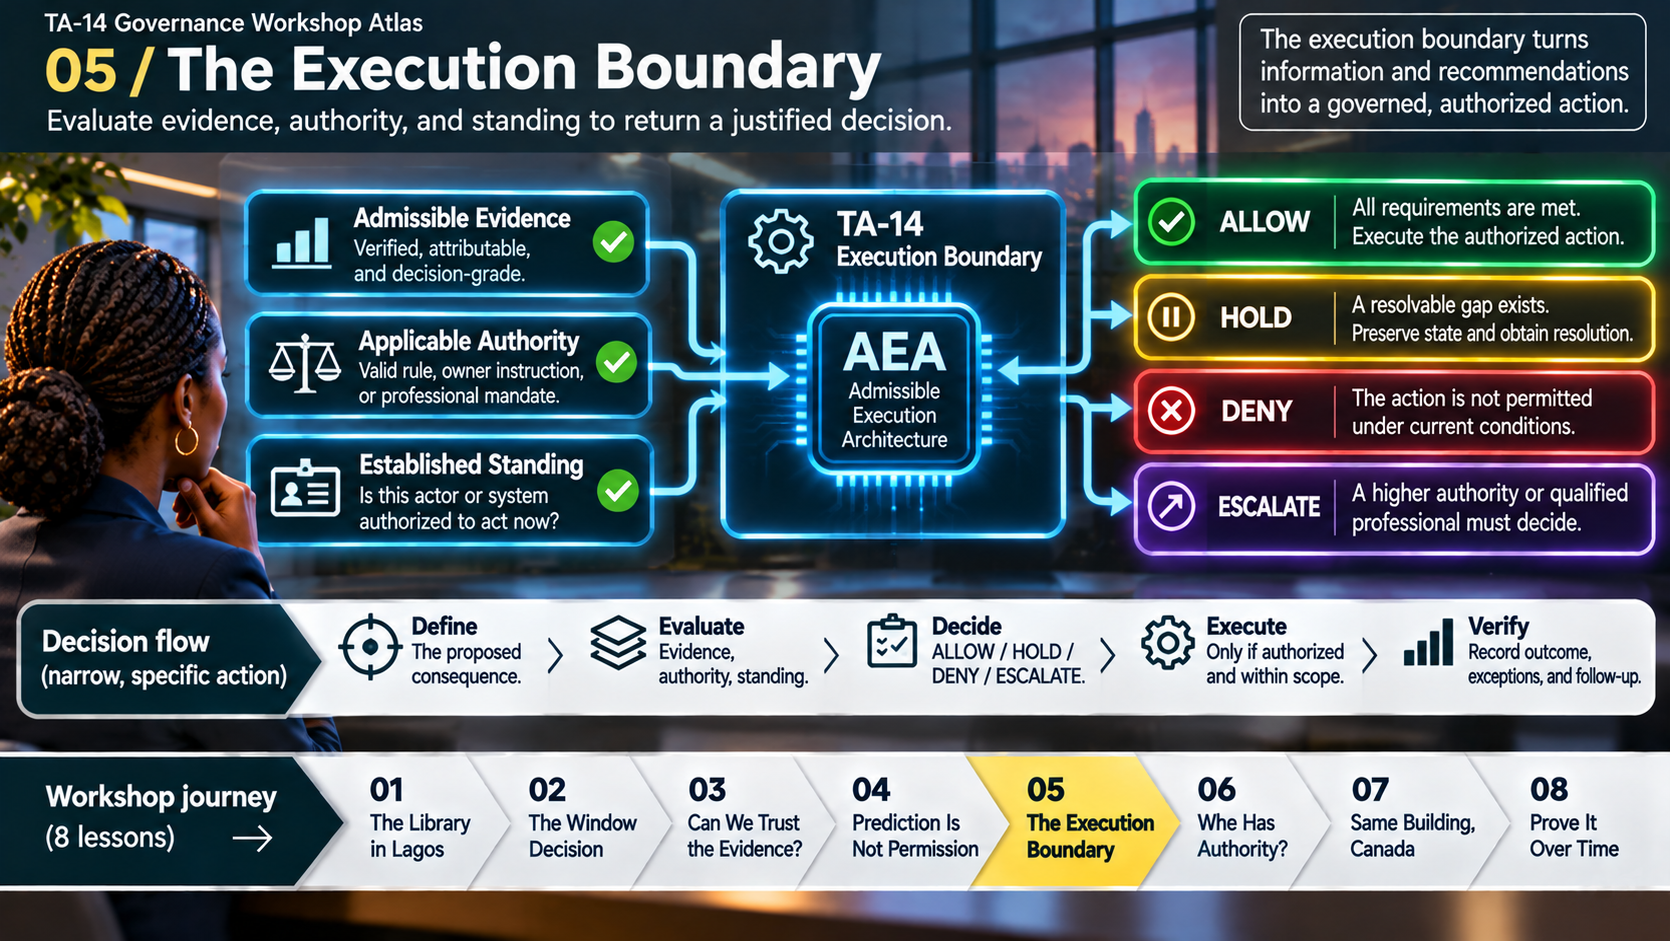 TA-14 Governance Workshop Atlas
05 / The Execution Boundary
Evaluate evidence, authority, and standing to return a justified decision.
The execution boundary turns
information and recommendations
into a governed, authorized action.
Admissible Evidence
Verified, attributable,
and decision-grade.
Applicable Authority
Valid rule, owner instruction,
or professional mandate.
Established Standing
Is this actor or system
authorized to act now?
TA-14
Execution Boundary
AEA
Admissible
Execution
Architecture
ALLOW
All requirements are met.
Execute the authorized action.
HOLD
A resolvable gap exists.
Preserve state and obtain resolution.
DENY
The action is not permitted
under current conditions.
ESCALATE
A higher authority or qualified
professional must decide.
Decision flow
(narrow, specific action)
Define
The proposed
consequence.
Evaluate
Evidence,
authority, standing.
Decide
ALLOW / HOLD /
DENY / ESCALATE.
Execute
Only if authorized
and within scope.
Verify
Record outcome,
exceptions, and follow-up.
Workshop journey
(8 lessons)
01
The Library
in Lagos
02
The Window
Decision
03
Can We Trust
the Evidence?
04
Prediction Is
Not Permission
05
The Execution
Boundary
06
Whe Has
Authority?
07
Same Building,
Canada
08
Prove It
Over Time